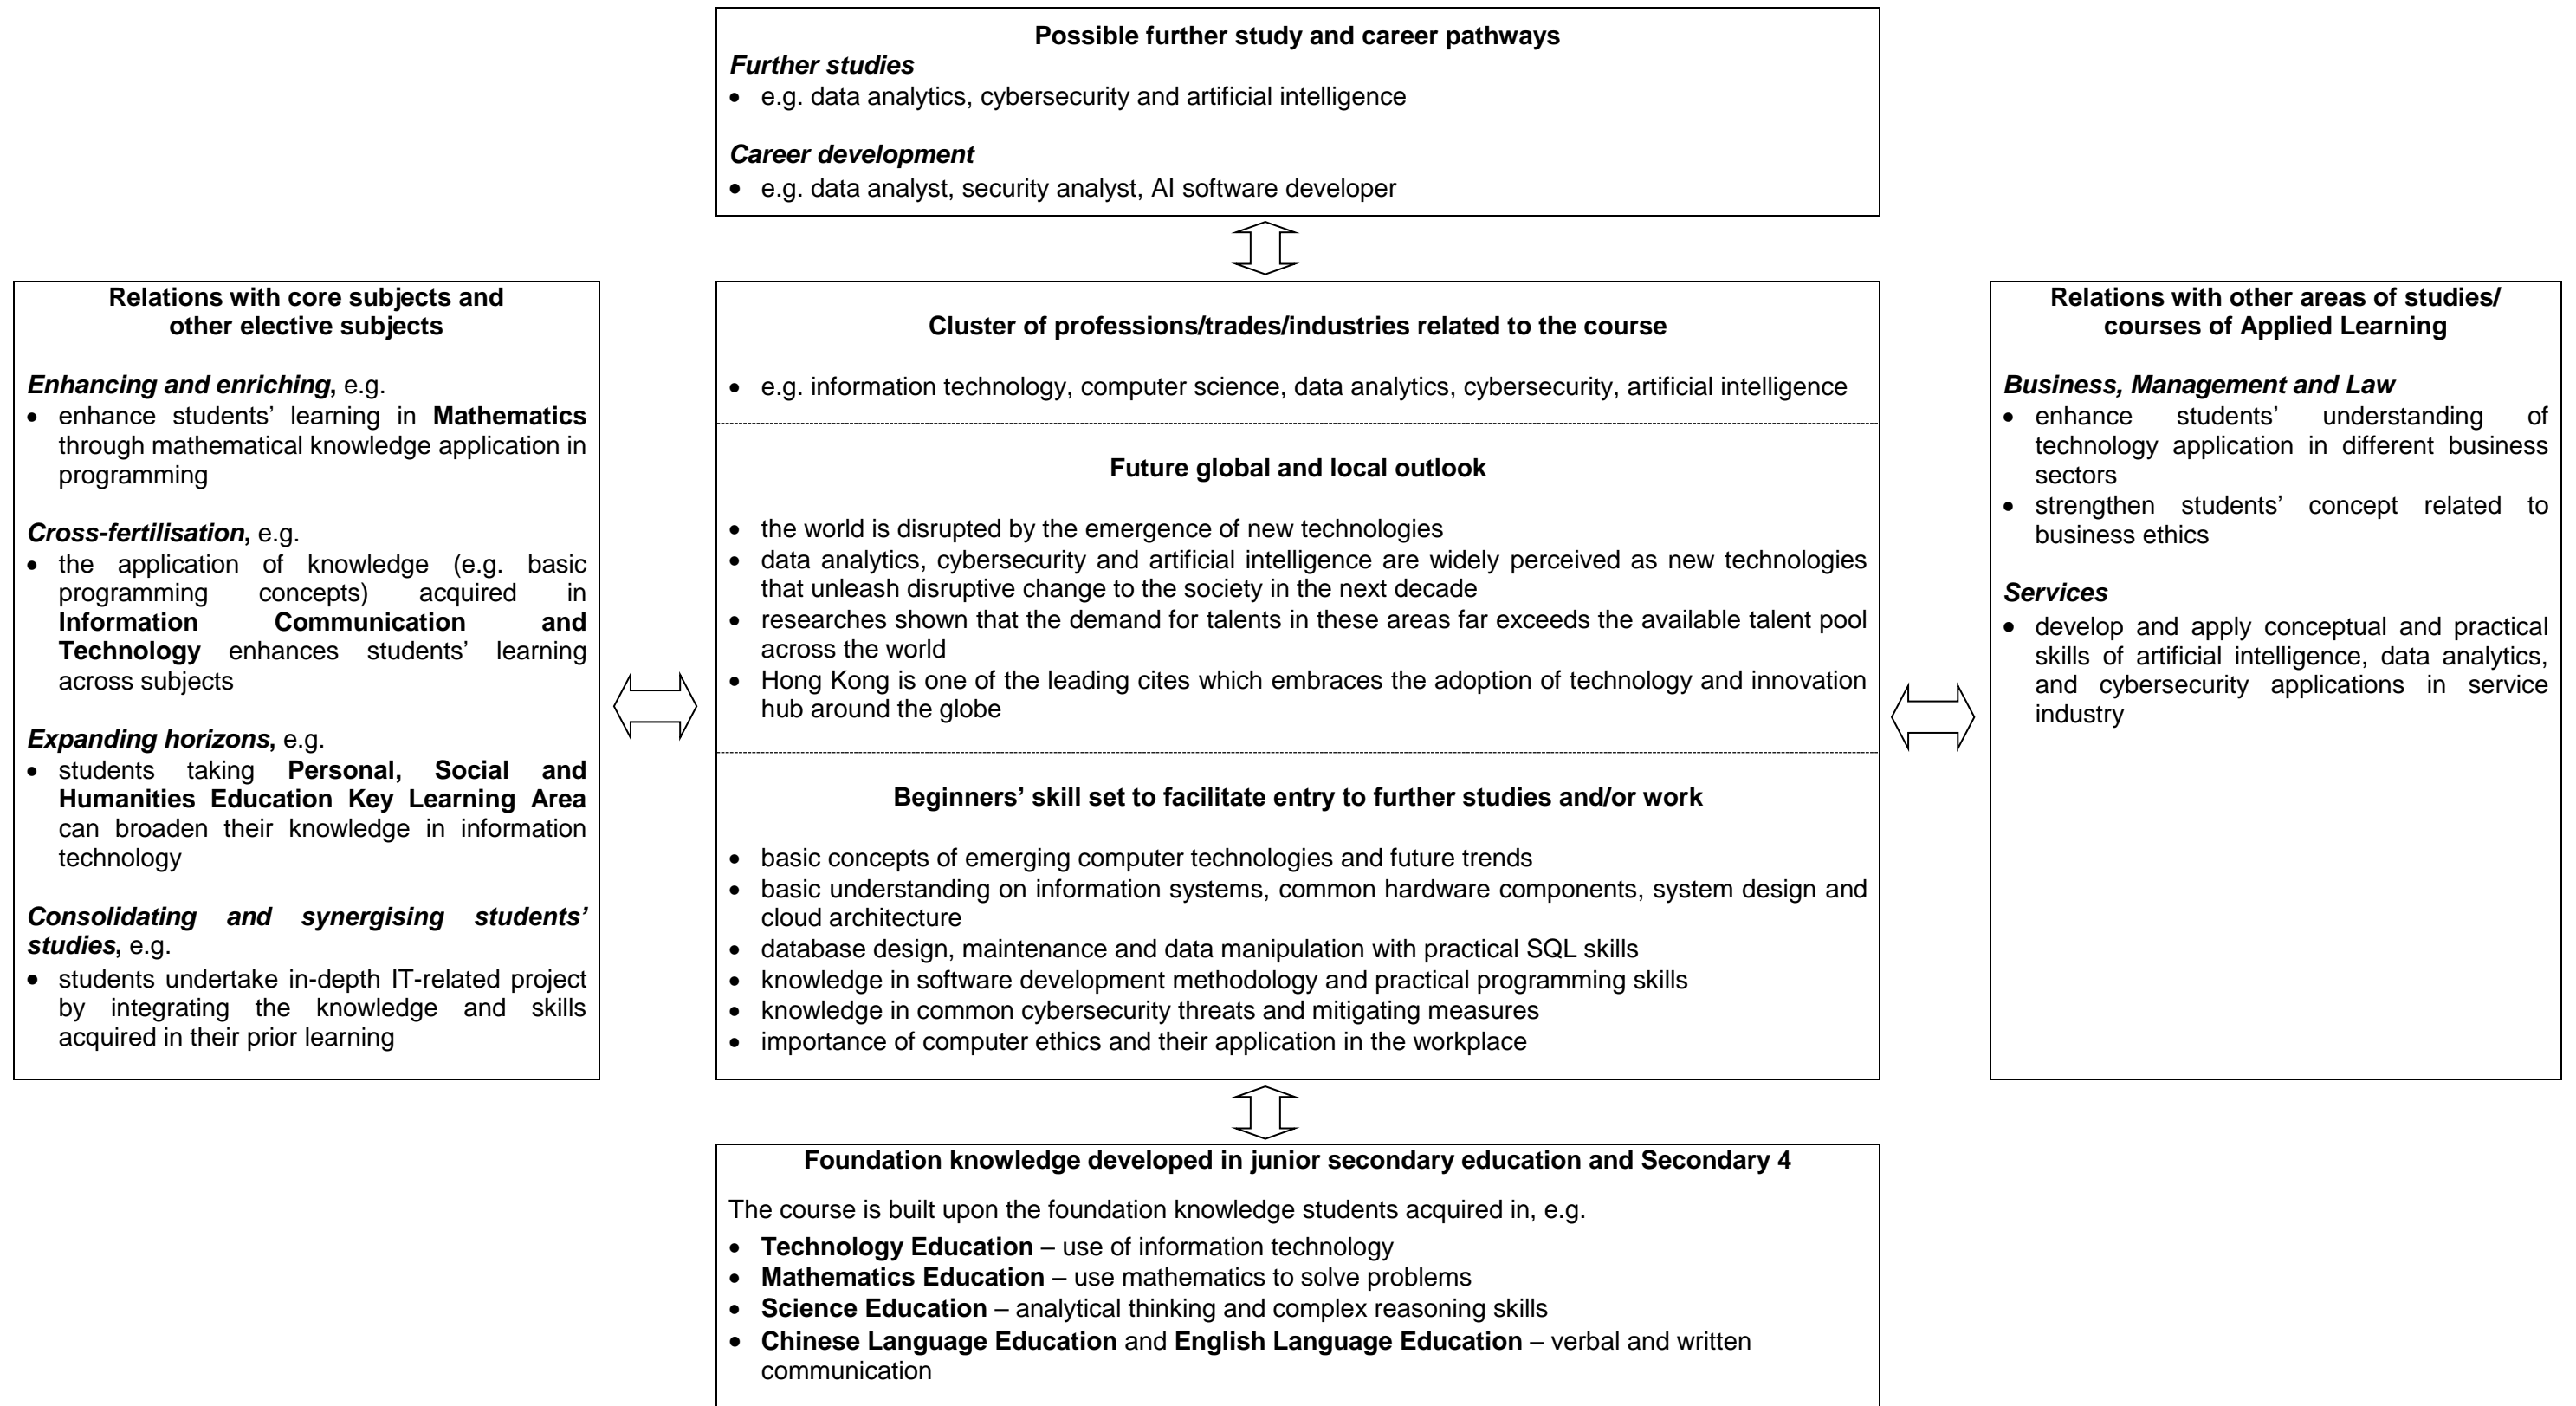 Possible further study and career pathways
Further studies
• e.g. data analytics, cybersecurity and artificial intelligence
Career development
• e.g. data analyst, security analyst, AI software developer
Relations with core subjects and
other elective subjects
Enhancing and enriching, e.g.
• enhance students’ learning in Mathematics
through mathematical knowledge application in
programming
Cross-fertilisation, e.g.
• the application of knowledge (e.g. basic
programming concepts) acquired in
Information Communication and
Technology enhances students’ learning
across subjects
Expanding horizons, e.g.
• students taking Personal, Social and
Humanities Education Key Learning Area
can broaden their knowledge in information
technology
Consolidating and synergising students’
studies, e.g.
• students undertake in-depth IT-related project
by integrating the knowledge and skills
acquired in their prior learning
Cluster of professions/trades/industries related to the course
• e.g. information technology, computer science, data analytics, cybersecurity, artificial intelligence
Future global and local outlook
• the world is disrupted by the emergence of new technologies
• data analytics, cybersecurity and artificial intelligence are widely perceived as new technologies
that unleash disruptive change to the society in the next decade
• researches shown that the demand for talents in these areas far exceeds the available talent pool
across the world
• Hong Kong is one of the leading cites which embraces the adoption of technology and innovation
hub around the globe
Beginners’ skill set to facilitate entry to further studies and/or work
• basic concepts of emerging computer technologies and future trends
• basic understanding on information systems, common hardware components, system design and
cloud architecture
• database design, maintenance and data manipulation with practical SQL skills
• knowledge in software development methodology and practical programming skills
• knowledge in common cybersecurity threats and mitigating measures
• importance of computer ethics and their application in the workplace
Relations with other areas of studies/
courses of Applied Learning
Business, Management and Law
• enhance students’ understanding of
technology application in different business
sectors
• strengthen students’ concept related to
business ethics
Services
• develop and apply conceptual and practical
skills of artificial intelligence, data analytics,
and cybersecurity applications in service
industry
Foundation knowledge developed in junior secondary education and Secondary 4
The course is built upon the foundation knowledge students acquired in, e.g.
• Technology Education – use of information technology
• Mathematics Education – use mathematics to solve problems
• Science Education – analytical thinking and complex reasoning skills
• Chinese Language Education and English Language Education – verbal and written
communication